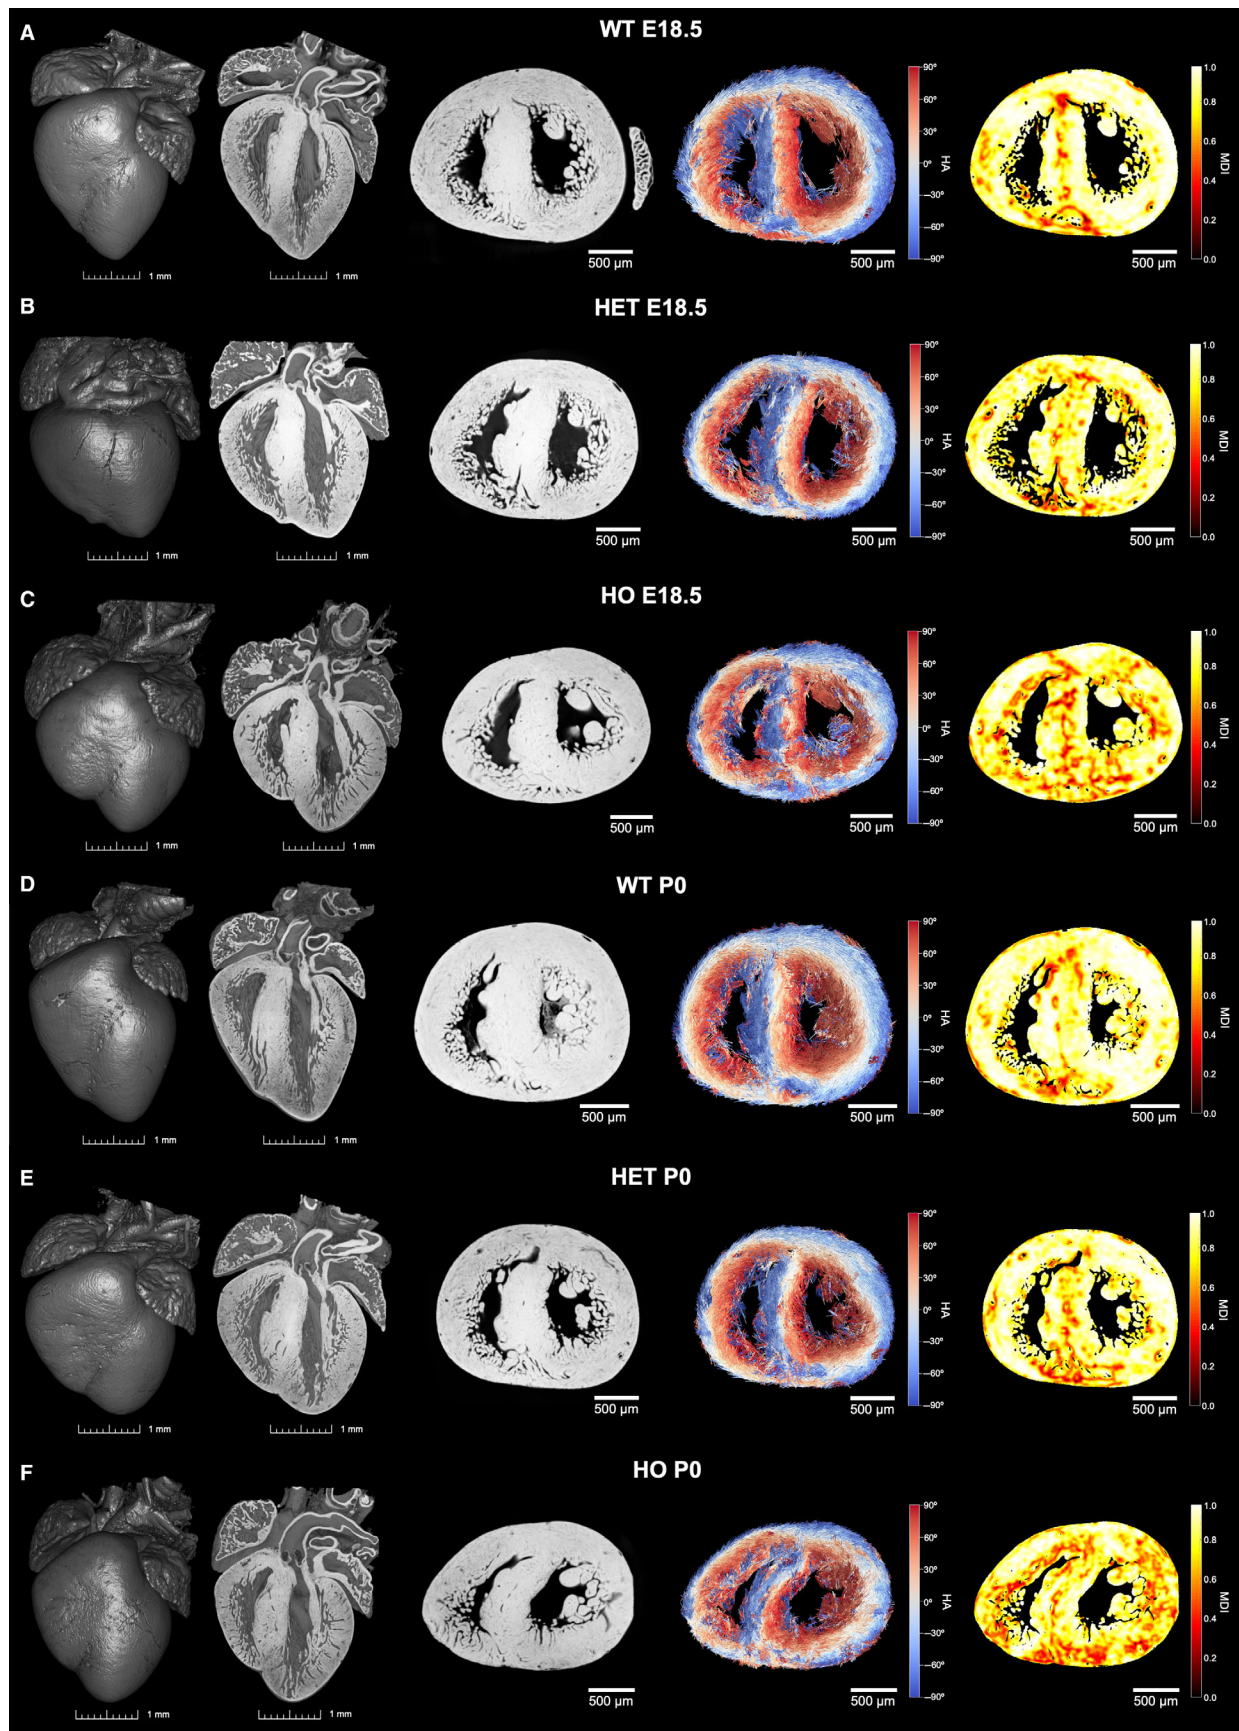 A
WT E18.5
1 mm
1 mm
500 µm
90°
60
30
0°
–30
–60
–90°
HA
500 µm
1.0
0.8
0.6
0.4
0.2
0.0
MDI
500 µm
B
HET E18.5
1 mm
1 mm
500 µm
90°
60
30
0°
–30
–60
–90°
HA
500 µm
1.0
0.8
0.6
0.4
0.2
0.0
MDI
500 µm
C
HO E18.5
1 mm
1 mm
500 µm
90°
60
30
0°
–30
–60
–90°
HA
500 µm
1.0
0.8
0.6
0.4
0.2
0.0
MDI
500 µm
D
WT P0
1 mm
1 mm
500 µm
90°
60
30
0°
–30
–60
–90°
HA
500 µm
1.0
0.8
0.6
0.4
0.2
0.0
MDI
500 µm
E
HET P0
1 mm
1 mm
500 µm
90°
60
30
0°
–30
–60
–90°
HA
500 µm
1.0
0.8
0.6
0.4
0.2
0.0
MDI
500 µm
F
HO P0
1 mm
1 mm
500 µm
90°
60
30
0°
–30
–60
–90°
HA
500 µm
1.0
0.8
0.6
0.4
0.2
0.0
MDI
500 µm